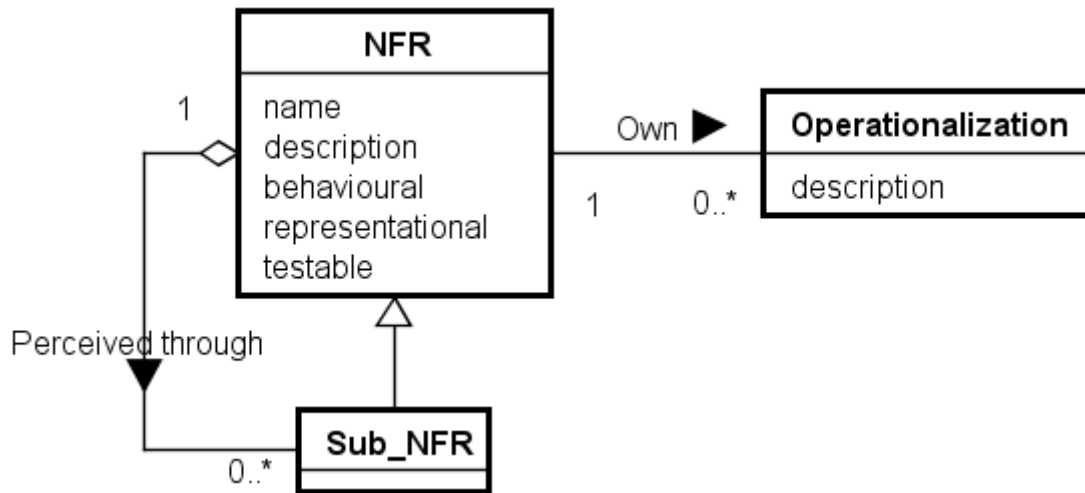 NFR
name
description
behavioural
representational
testable
1
Own
1
0..*
Operationalization
description
Perceived through
0..*
Sub_NFR